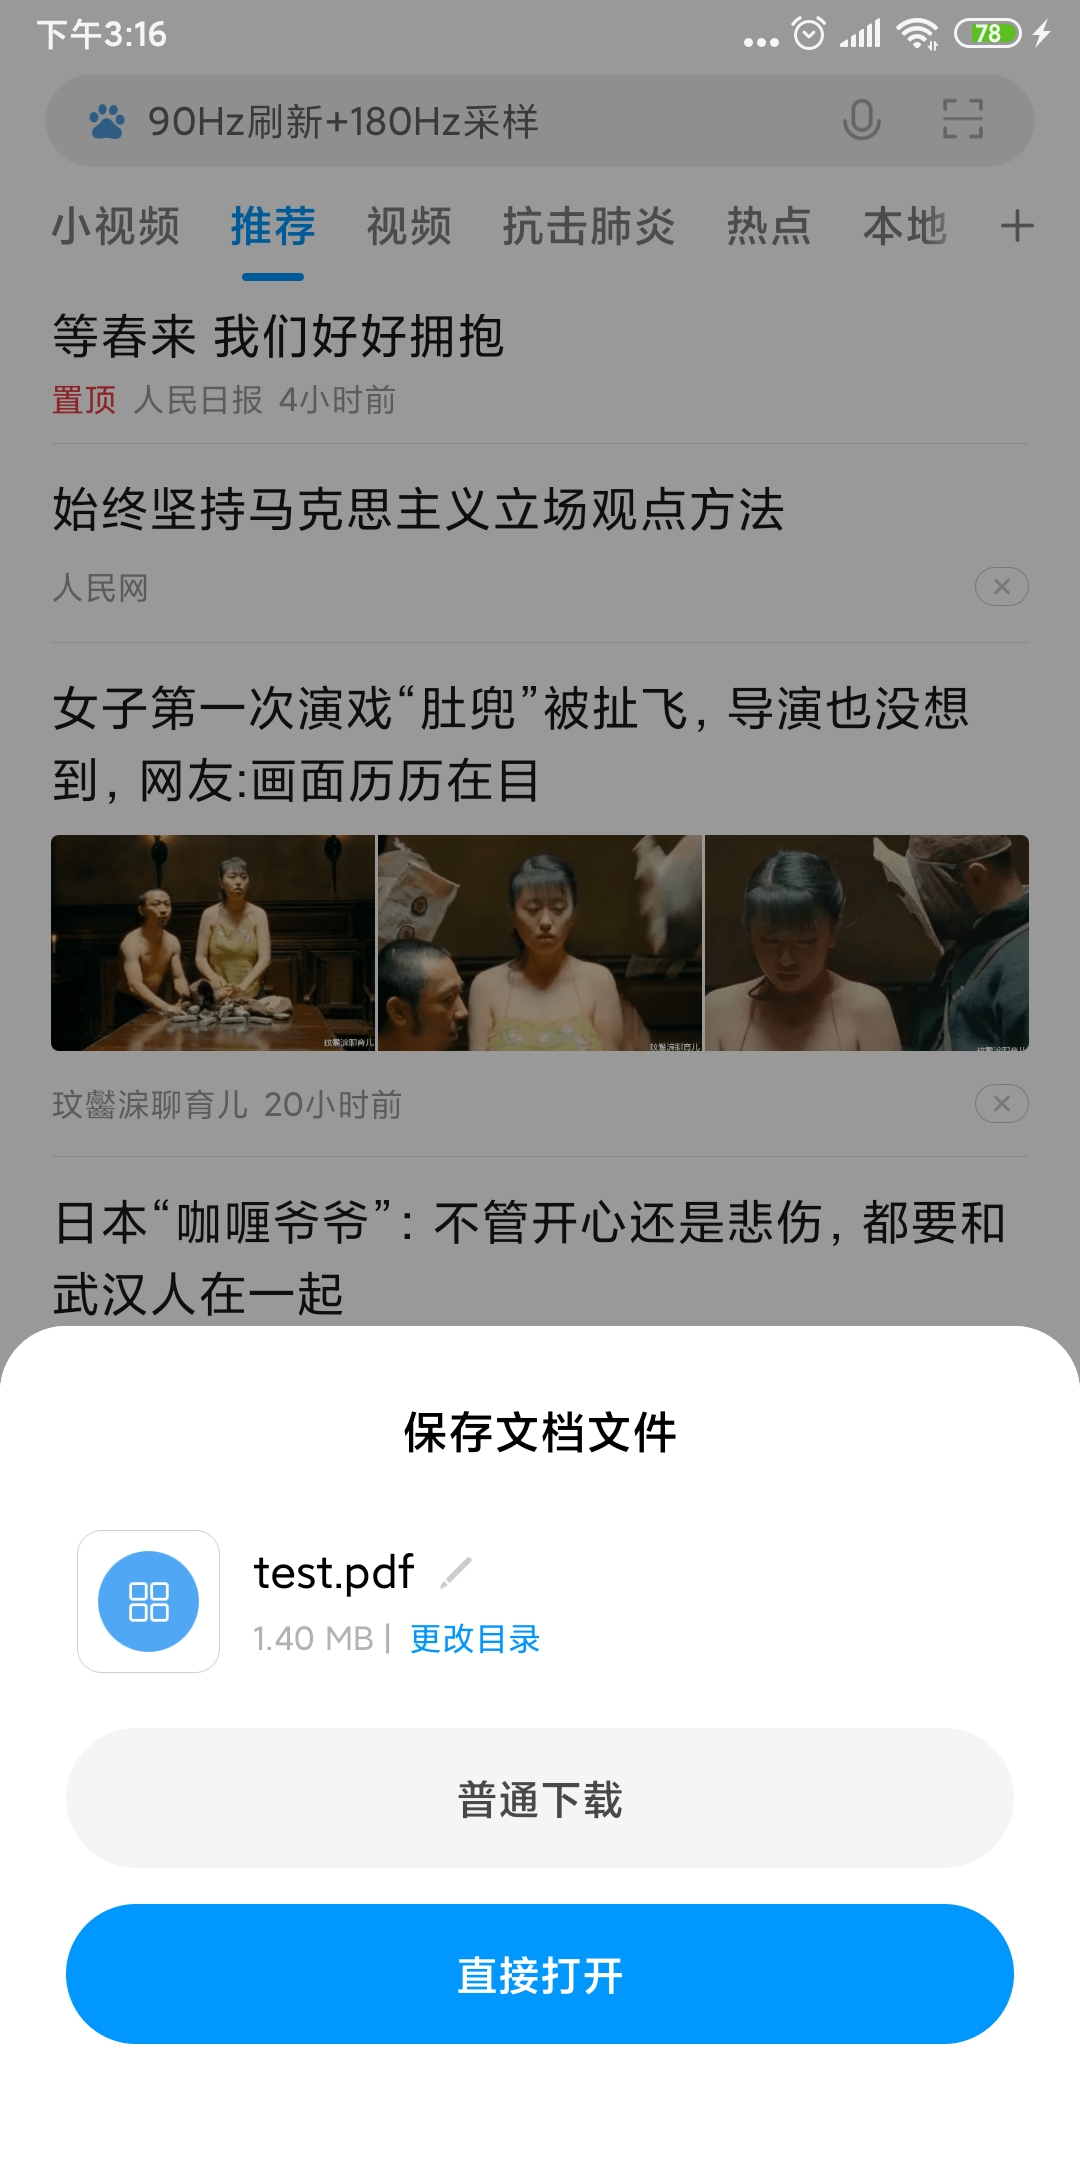 下午3:16
78
90Hz刷新+180Hz采样
小视频 推荐 视频 抗击肺炎 热点 本地
等春来 我们好好拥抱
置顶 人民日报 4小时前
始终坚持马克思主义立场观点方法
人民网
女子第一次演戏“肚兜”被扯飞，导演也没想
到，网友:画面历历在目
聊育儿 20小时前
日本“咖喱爷爷”：不管开心还是悲伤，都要和
武汉人在一起
保存文档文件
test.pdf
1.40 MB | 更改目录
普通下载
直接打开